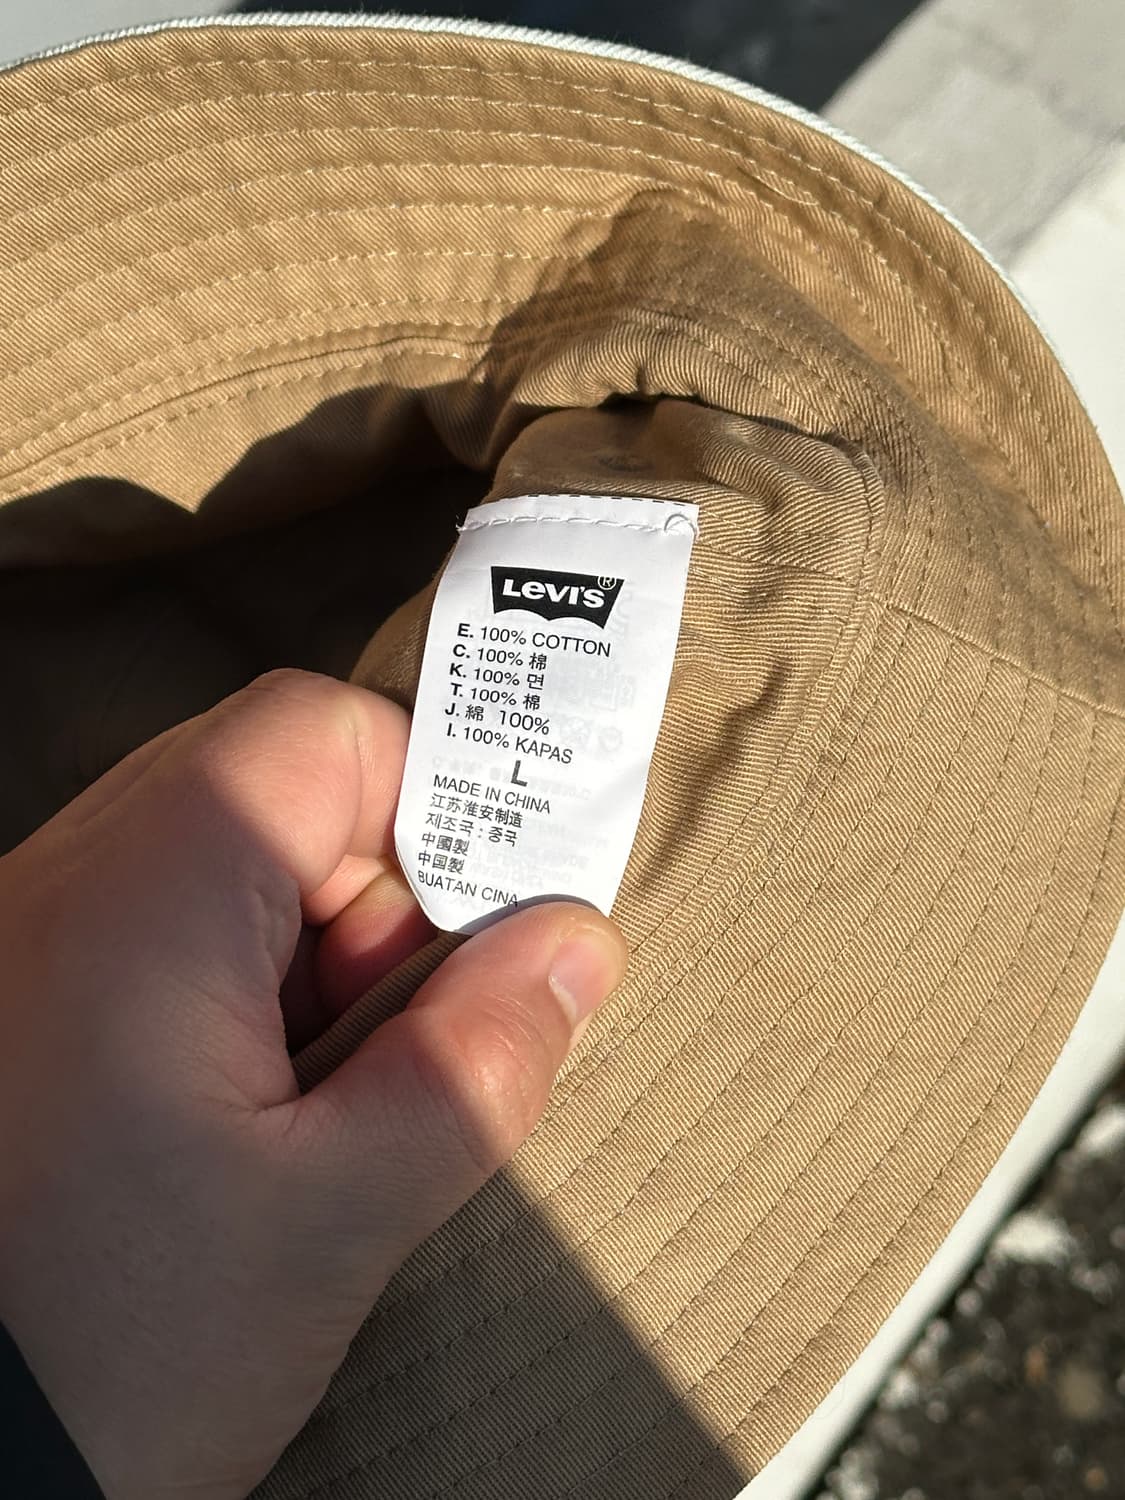 Levi's®
E. 100% COTTON
C. 100% 棉
K. 100% 면
T. 100% 棉
J. 綿 100%
I. 100% KAPAS
L
MADE IN CHINA
江苏淮安制造
제조국 : 중국
中國製
中国製
BUATAN CINA